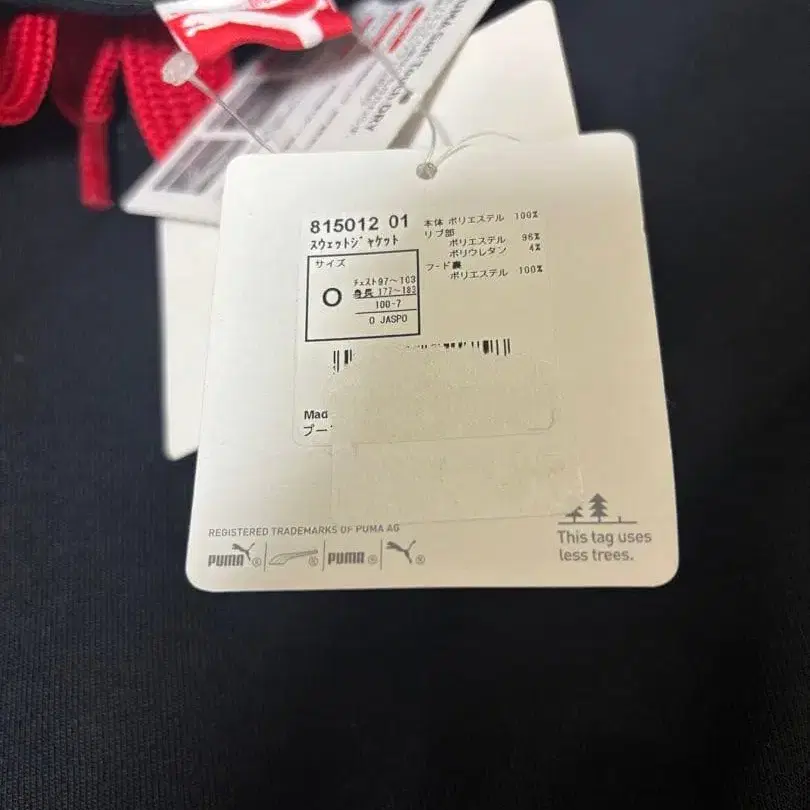 815012 01
スウェットジャケット
サイズ
O
チェスト97~103
身長 177~183
100-7
O JASPO
本体 ポリエステル 100%
リブ部
ポリエステル 96%
ポリウレタン 4%
フード裏
ポリエステル 100%
Mad
プー
REGISTERED TRADEMARKS OF PUMA AG
PUMA® ® PUMA® ®
This tag uses
less trees.